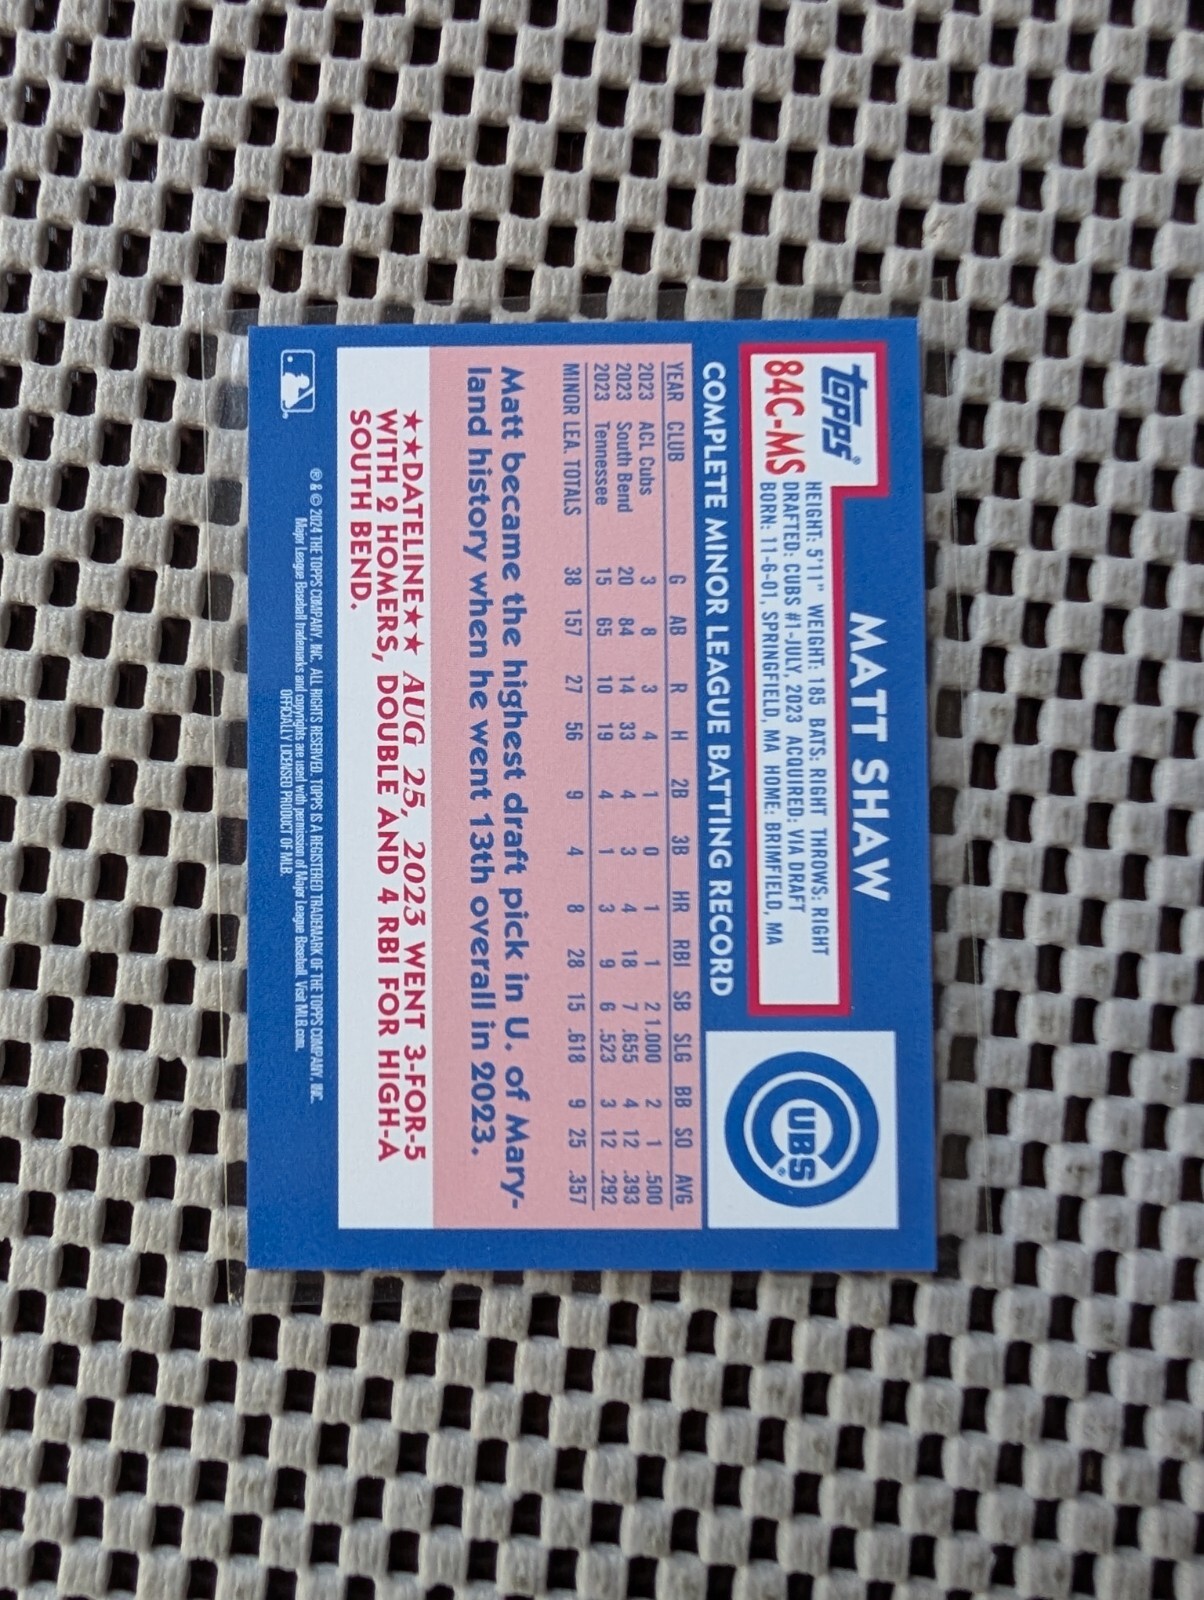 Topps®
84C-MS
MATT SHAW
HEIGHT: 5'11" WEIGHT: 185 BATS: RIGHT THROWS: RIGHT
DRAFTED: CUBS #1-JULY, 2023 ACQUIRED: VIA DRAFT
BORN: 11-6-01, SPRINGFIELD, MA HOME: BRIMFIELD, MA
CUBS®
COMPLETE MINOR LEAGUE BATTING RECORD
YEAR CLUB G AB R H 2B 3B HR RBI SB SLG BB SO AVG
2023 ACL Cubs 3 8 3 4 1 0 1 1 2 1.000 2 1 .500
2023 South Bend 20 84 14 33 4 3 4 18 7 .655 4 12 .393
2023 Tennessee 15 65 10 19 4 1 3 9 6 .523 3 12 .292
MINOR LEA. TOTALS 38 157 27 56 9 4 8 28 15 .618 9 25 .357
Matt became the highest draft pick in U. of Mary-
land history when he went 13th overall in 2023.
★★DATELINE★★ AUG 25, 2023 WENT 3-FOR-5
WITH 2 HOMERS, DOUBLE AND 4 RBI FOR HIGH-A
SOUTH BEND.
® & © 2024 THE TOPPS COMPANY, INC. ALL RIGHTS RESERVED. TOPPS IS A REGISTERED TRADEMARK OF THE TOPPS COMPANY, INC.
Major League Baseball trademarks and copyrights are used with permission of Major League Baseball. Visit MLB.com.
OFFICIALLY LICENSED PRODUCT OF MLB.